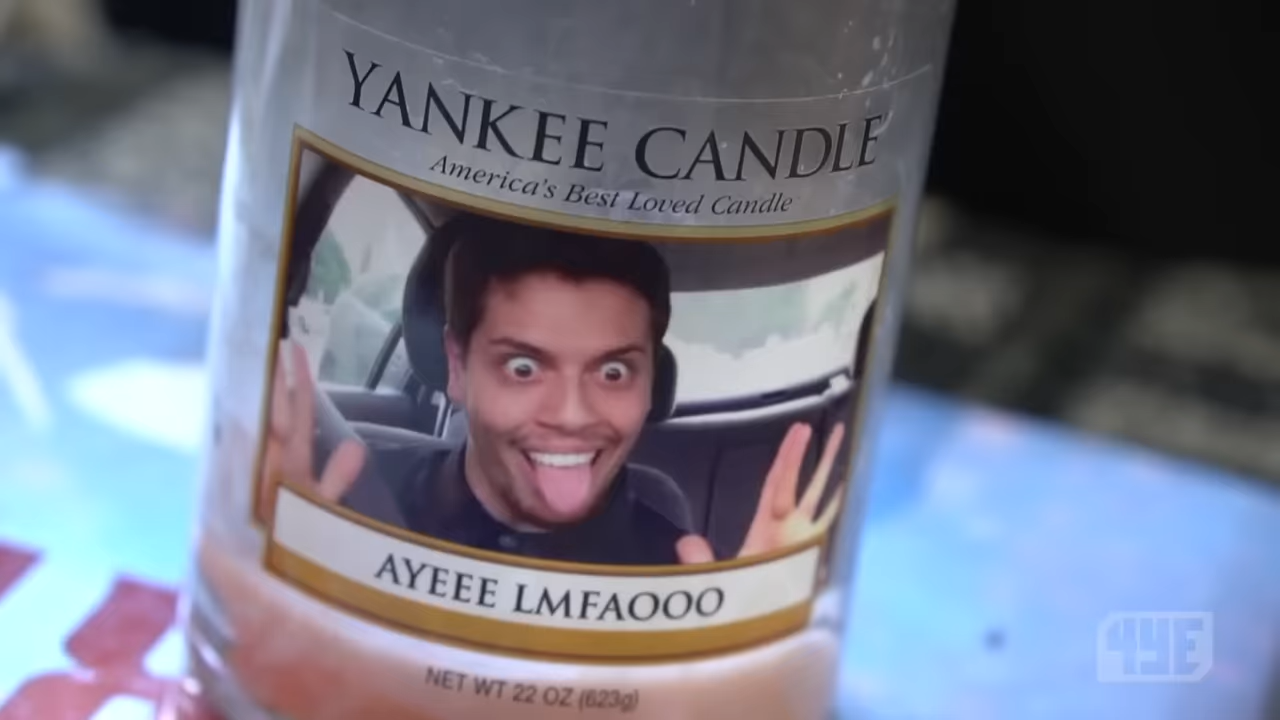 YANKEE CANDLE
America's Best Loved Candle
AYEEE LMFAOOO
NET WT 22 OZ (623g)
4YE